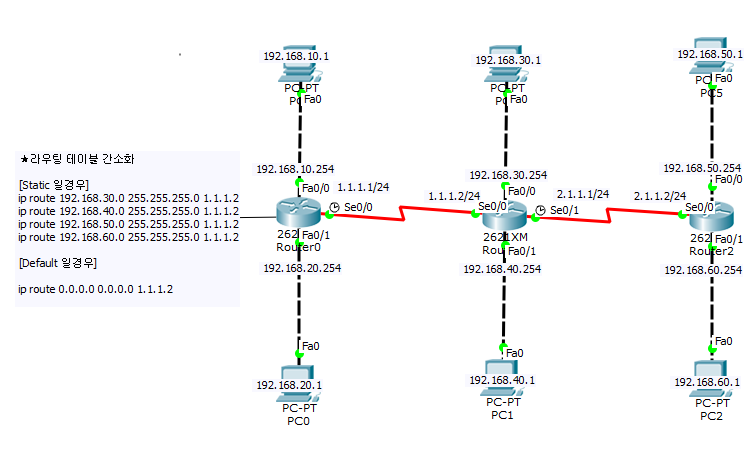 192.168.10.1
PC-PT
Fa0
192.168.30.1
PC-PT
Fa0
192.168.50.1
Fa0
PC5
★라우팅 테이블 간소화
[Static 일경우]
ip route 192.168.30.0 255.255.255.0 1.1.1.2
ip route 192.168.40.0 255.255.255.0 1.1.1.2
ip route 192.168.50.0 255.255.255.0 1.1.1.2
ip route 192.168.60.0 255.255.255.0 1.1.1.2
[Default 일경우]
ip route 0.0.0.0 0.0.0.0 1.1.1.2
192.168.10.254
Fa0/0
1.1.1.1/24
Se0/0
Fa0/1
Router0
192.168.20.254
192.168.30.254
Fa0/0
1.1.1.2/24
Se0/0
2.1.1.1/24
Se0/1
2621XM
Fa0/1
192.168.40.254
192.168.50.254
Fa0/0
2.1.1.2/24
Se0/0
Fa0/1
Router2
192.168.60.254
Fa0
192.168.20.1
PC-PT
PC0
Fa0
192.168.40.1
PC-PT
PC1
Fa0
192.168.60.1
PC-PT
PC2